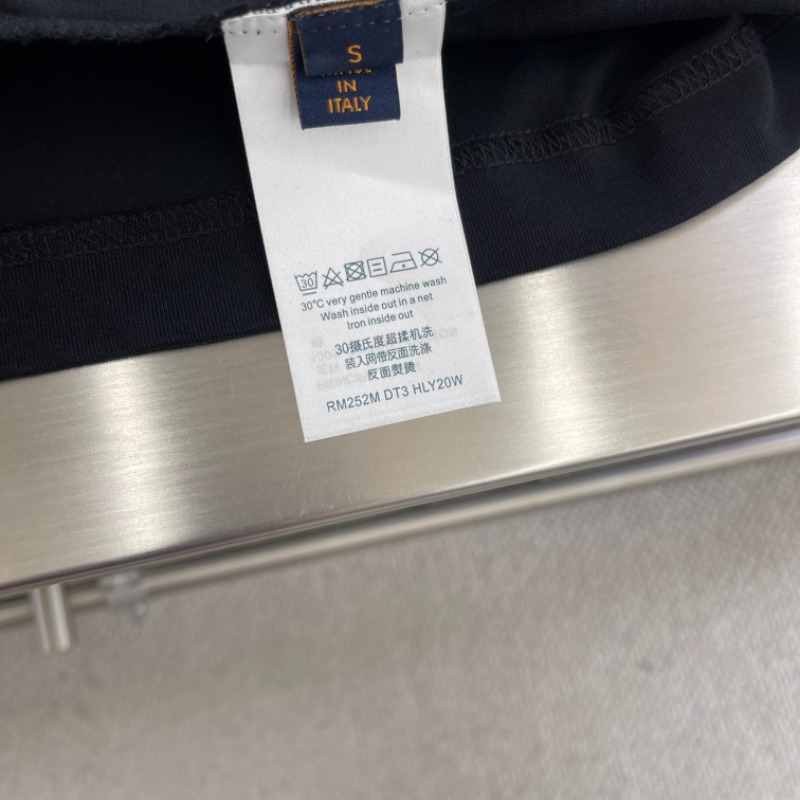 S
IN
ITALY
30
30°C very gentle machine wash
Wash inside out in a net
Iron inside out
30摄氏度超揉机洗
装入网带反面洗涤
反面熨烫
RM252M DT3 HLY20W